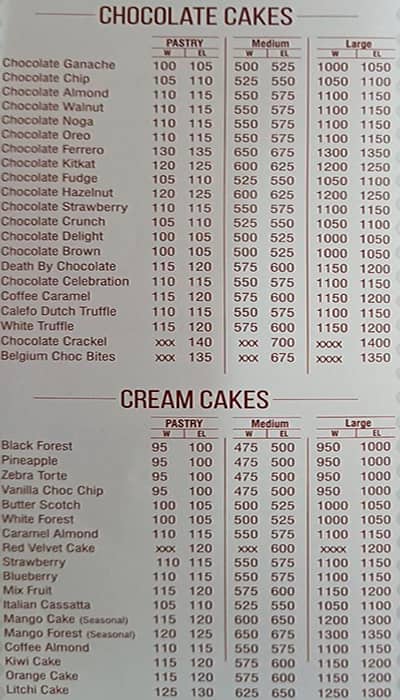 CHOCOLATE CAKES
PASTRY Medium Large
W EL W EL W EL
Chocolate Ganache 100 105 500 525 1000 1050
Chocolate Chip 105 110 525 550 1050 1100
Chocolate Almond 110 115 550 575 1100 1150
Chocolate Walnut 110 115 550 575 1100 1150
Chocolate Noga 110 115 550 575 1100 1150
Chocolate Oreo 110 115 550 575 1100 1150
Chocolate Ferrero 130 135 650 675 1300 1350
Chocolate Kitkat 120 125 600 625 1200 1250
Chocolate Fudge 105 110 525 550 1050 1100
Chocolate Hazelnut 120 125 600 625 1200 1250
Chocolate Strawberry 110 115 550 575 1100 1150
Chocolate Crunch 105 110 525 550 1050 1100
Chocolate Delight 100 105 500 525 1000 1050
Chocolate Brown 100 105 500 525 1000 1050
Death By Chocolate 115 120 575 600 1150 1200
Chocolate Celebration 110 115 550 575 1100 1150
Coffee Caramel 115 120 575 600 1150 1200
Calefo Dutch Truffle 110 115 550 575 1100 1150
White Truffle 115 120 575 600 1150 1200
Chocolate Crackel xxx 140 xxx 700 xxxx 1400
Belgium Choc Bites xxx 135 xxx 675 xxxx 1350
CREAM CAKES
PASTRY Medium Large
W EL W EL W EL
Black Forest 95 100 475 500 950 1000
Pineapple 95 100 475 500 950 1000
Zebra Torte 95 100 475 500 950 1000
Vanilla Choc Chip 95 100 475 500 950 1000
Butter Scotch 100 105 500 525 1000 1050
White Forest 100 105 500 525 1000 1050
Caramel Almond 110 115 550 575 1100 1150
Red Velvet Cake xxx 120 xxx 600 xxxx 1200
Strawberry 110 115 550 575 1100 1150
Blueberry 110 115 550 575 1100 1150
Mix Fruit 115 120 575 600 1150 1200
Italian Cassatta 105 110 525 550 1050 1100
Mango Cake (Seasonal) 115 120 600 650 1200 1300
Mango Forest (Seasonal) 120 125 650 675 1300 1350
Coffee Almond 110 115 550 575 1100 1150
Kiwi Cake 115 120 575 600 1150 1200
Orange Cake 115 120 575 600 1150 1200
Litchi Cake 125 130 625 650 1250 1300